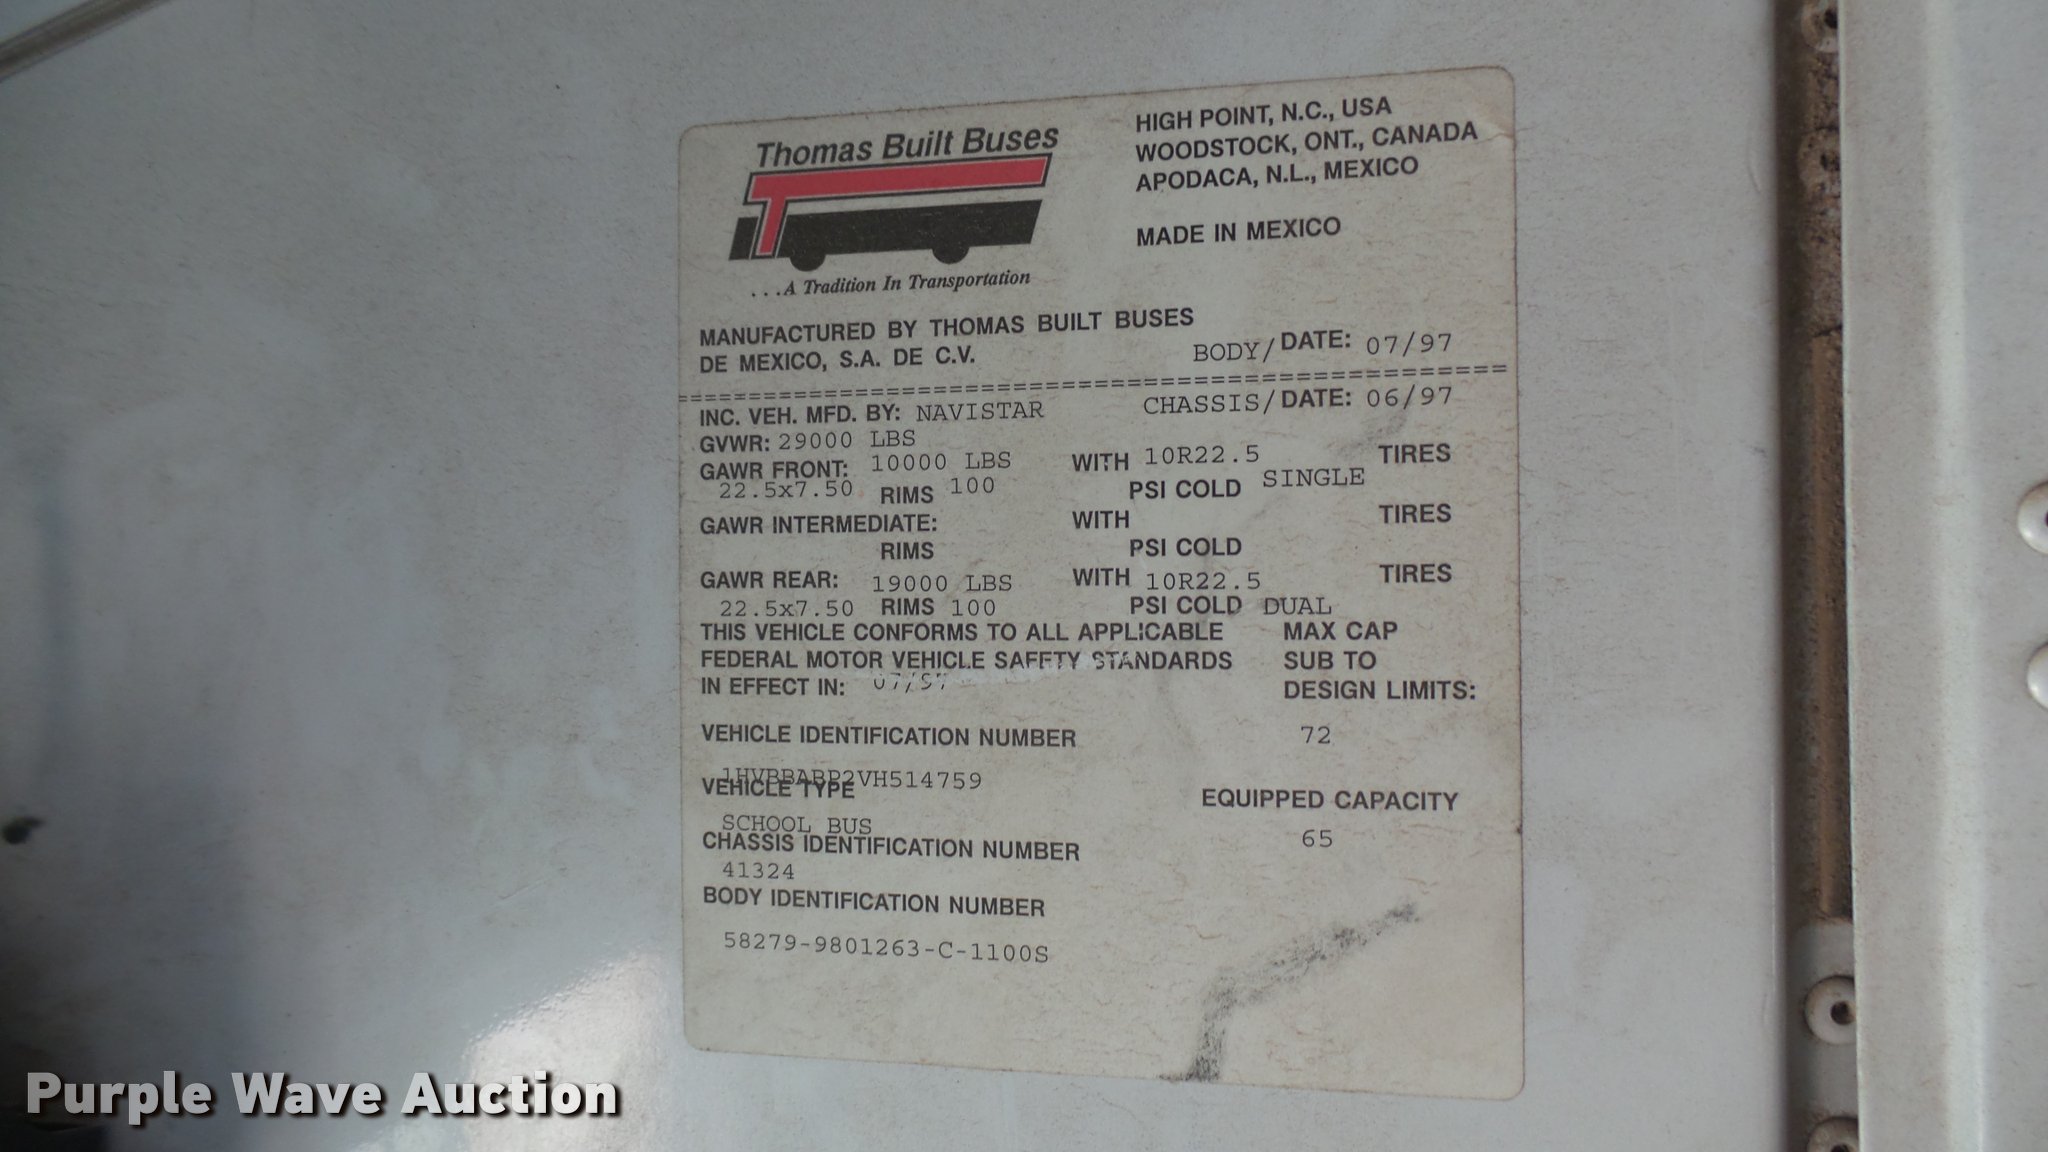 Thomas Built Buses
...A Tradition In Transportation
HIGH POINT, N.C., USA
WOODSTOCK, ONT., CANADA
APODACA, N.L., MEXICO
MADE IN MEXICO
MANUFACTURED BY THOMAS BUILT BUSES
DE MEXICO, S.A. DE C.V. BODY/DATE: 07/97
INC. VEH. MFD. BY: NAVISTAR CHASSIS/DATE: 06/97
GVWR: 29000 LBS
GAWR FRONT: 10000 LBS WITH 10R22.5 TIRES
22.5x7.50 RIMS 100 PSI COLD SINGLE
GAWR INTERMEDIATE: WITH TIRES
RIMS PSI COLD
GAWR REAR: 19000 LBS WITH 10R22.5 TIRES
22.5x7.50 RIMS 100 PSI COLD DUAL
THIS VEHICLE CONFORMS TO ALL APPLICABLE MAX CAP
FEDERAL MOTOR VEHICLE SAFETY STANDARDS SUB TO
IN EFFECT IN: 07/97 DESIGN LIMITS:
VEHICLE IDENTIFICATION NUMBER 72
1HVBBABP2VH514759
VEHICLE TYPE EQUIPPED CAPACITY
SCHOOL BUS 65
CHASSIS IDENTIFICATION NUMBER
41324
BODY IDENTIFICATION NUMBER
58279-9801263-C-1100S
Purple Wave Auction